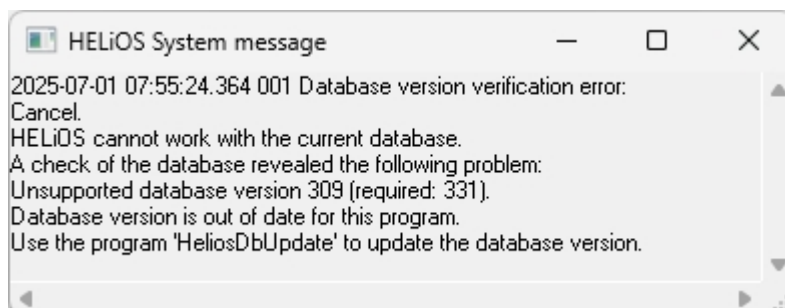 HELiOS System message
2025-07-01 07:55:24.364 001 Database version verification error:
Cancel.
HELiOS cannot work with the current database.
A check of the database revealed the following problem:
Unsupported database version 309 (required: 331).
Database version is out of date for this program.
Use the program 'HeliosDbUpdate' to update the database version.